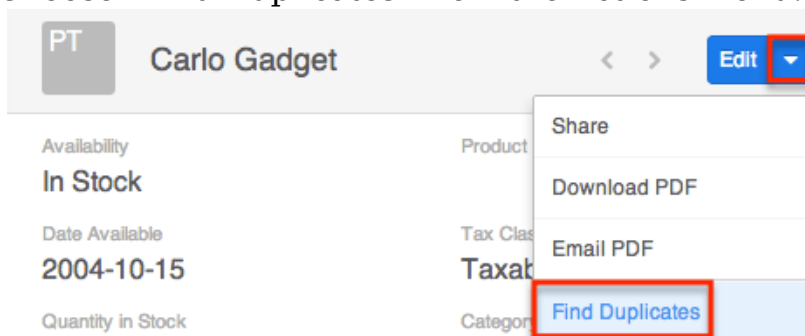 PT
Carlo Gadget
< >
Edit
Share
Availability
Product
In Stock
Download PDF
Date Available
Tax Clas
Email PDF
2004-10-15
Taxab
Find Duplicates
Quantity in Stock
Category